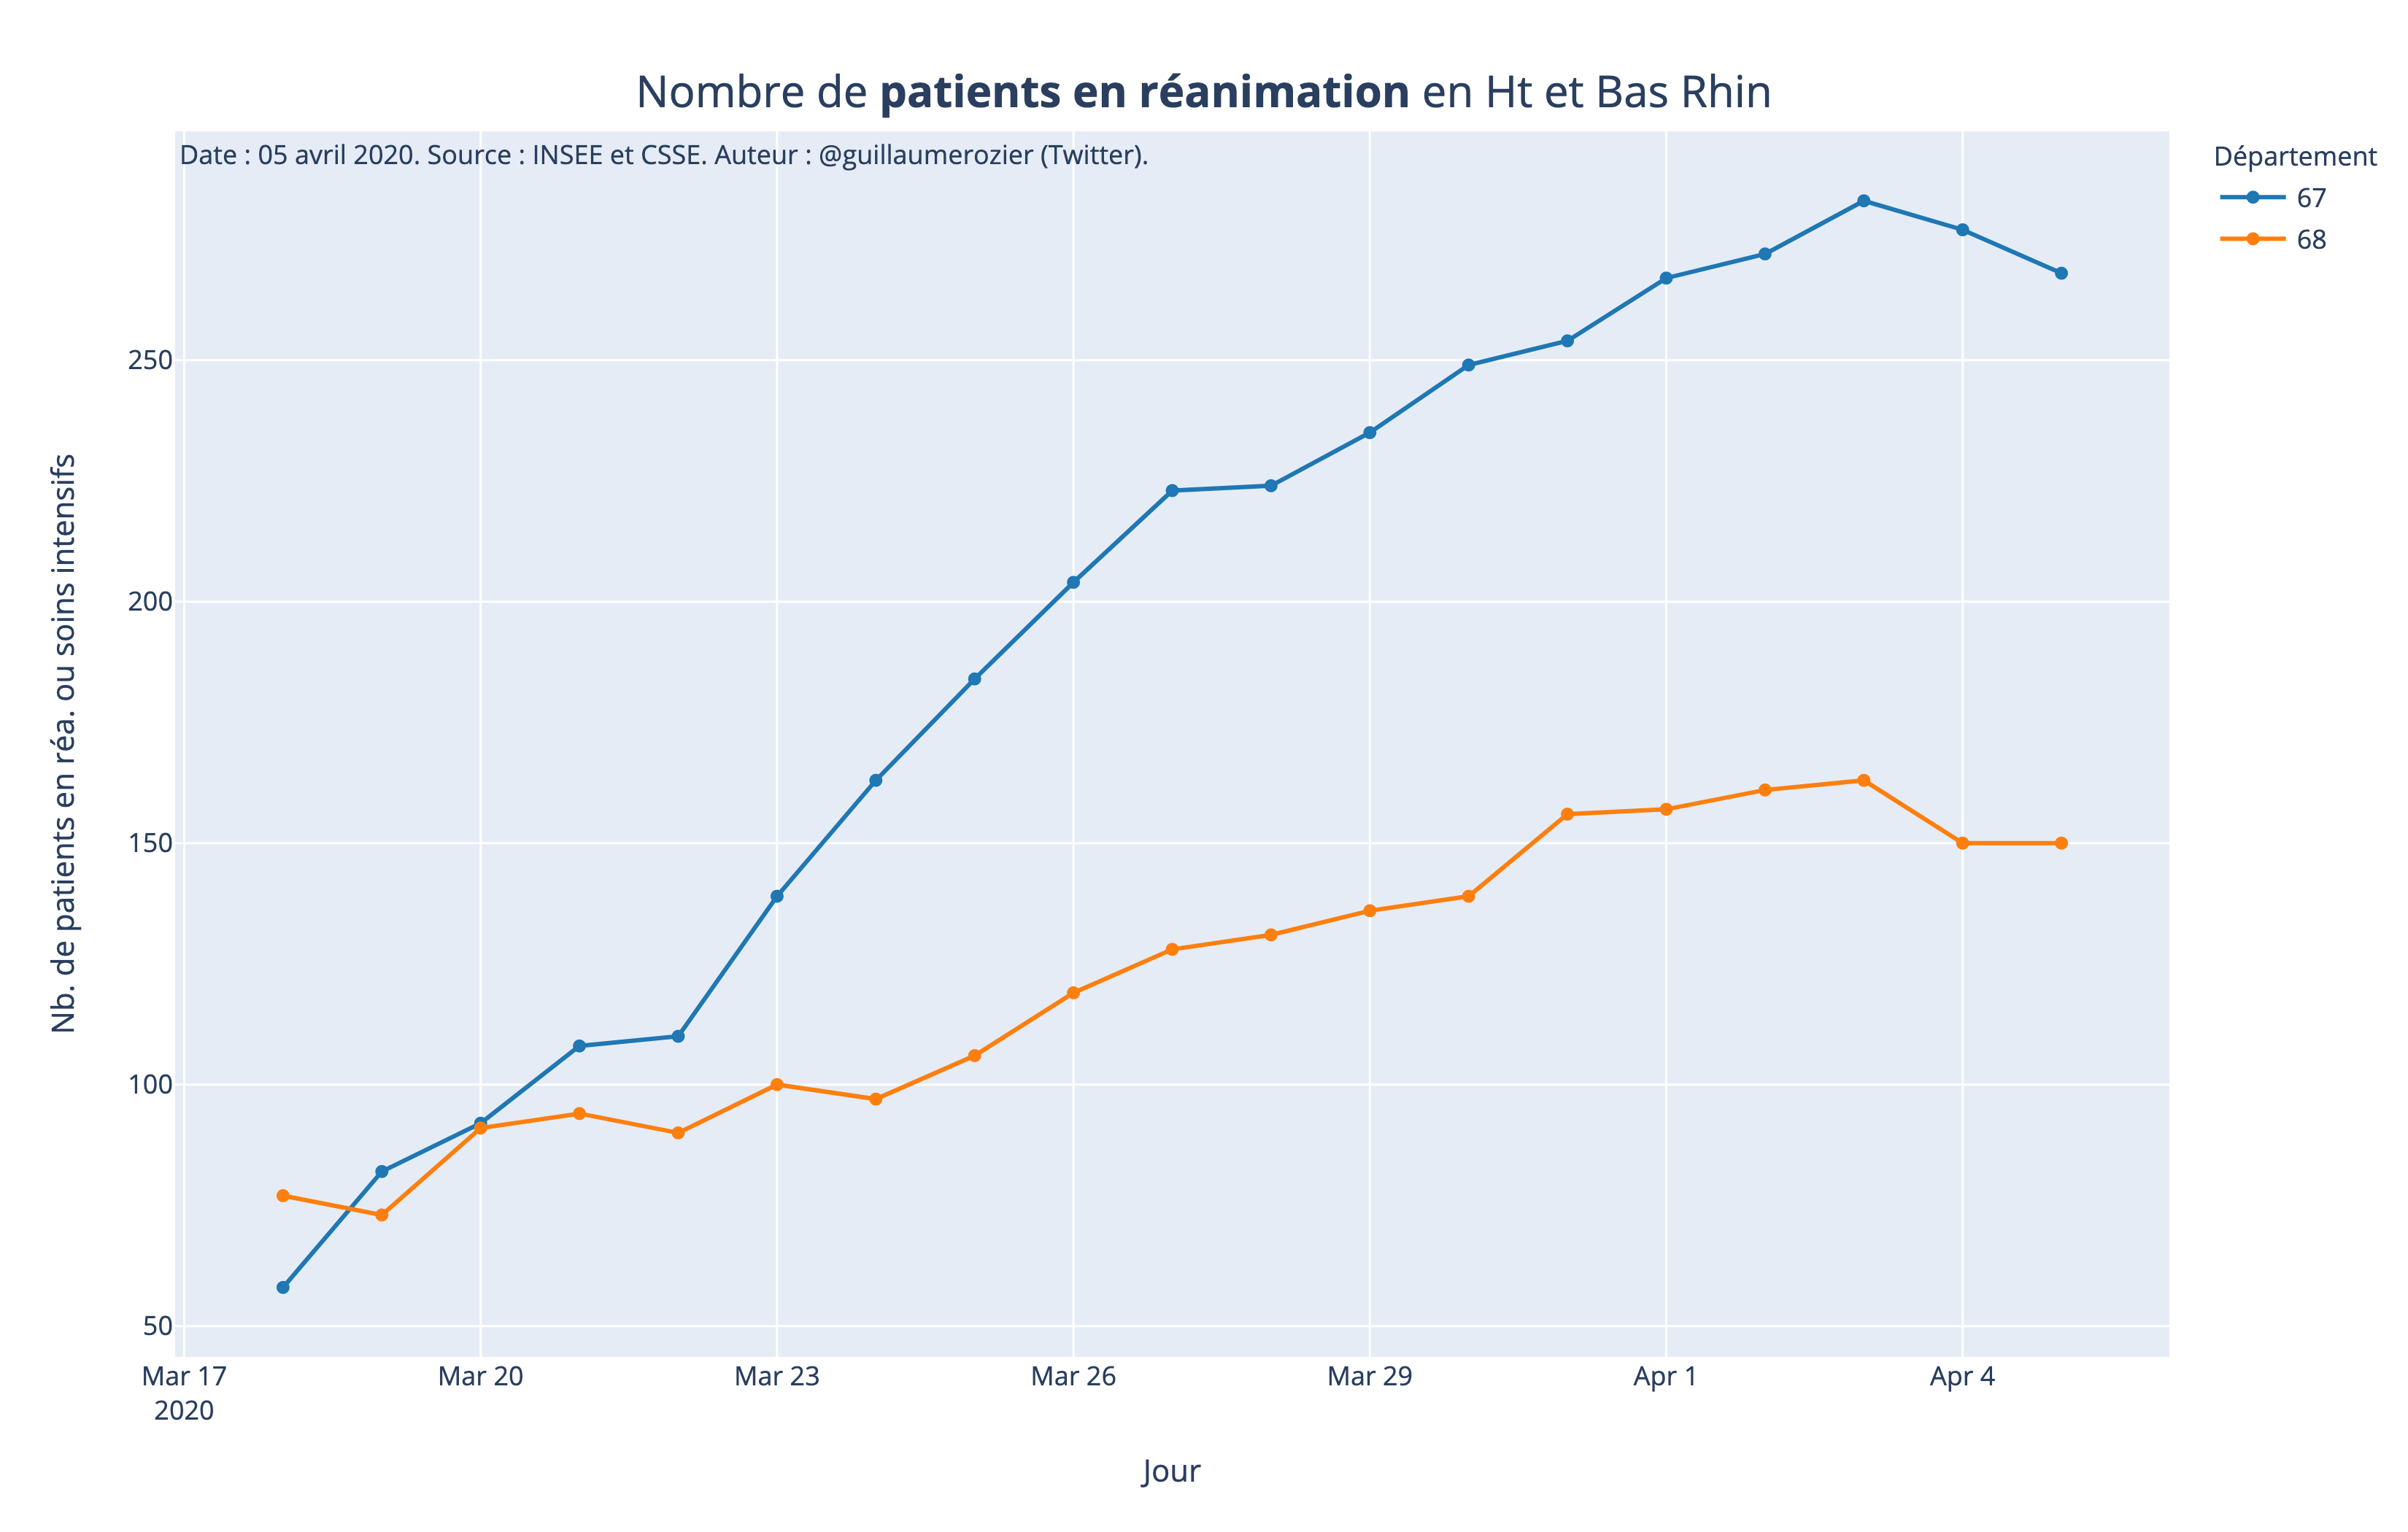 Nombre de patients en réanimation en Ht et Bas Rhin
Date : 05 avril 2020. Source : INSEE et CSSE. Auteur : @guillaumerozier (Twitter).
Département
67
68
Nb. de patients en réa. ou soins intensifs
250
200
150
100
50
Mar 17 Mar 20 Mar 23 Mar 26 Mar 29 Apr 1 Apr 4
2020
Jour